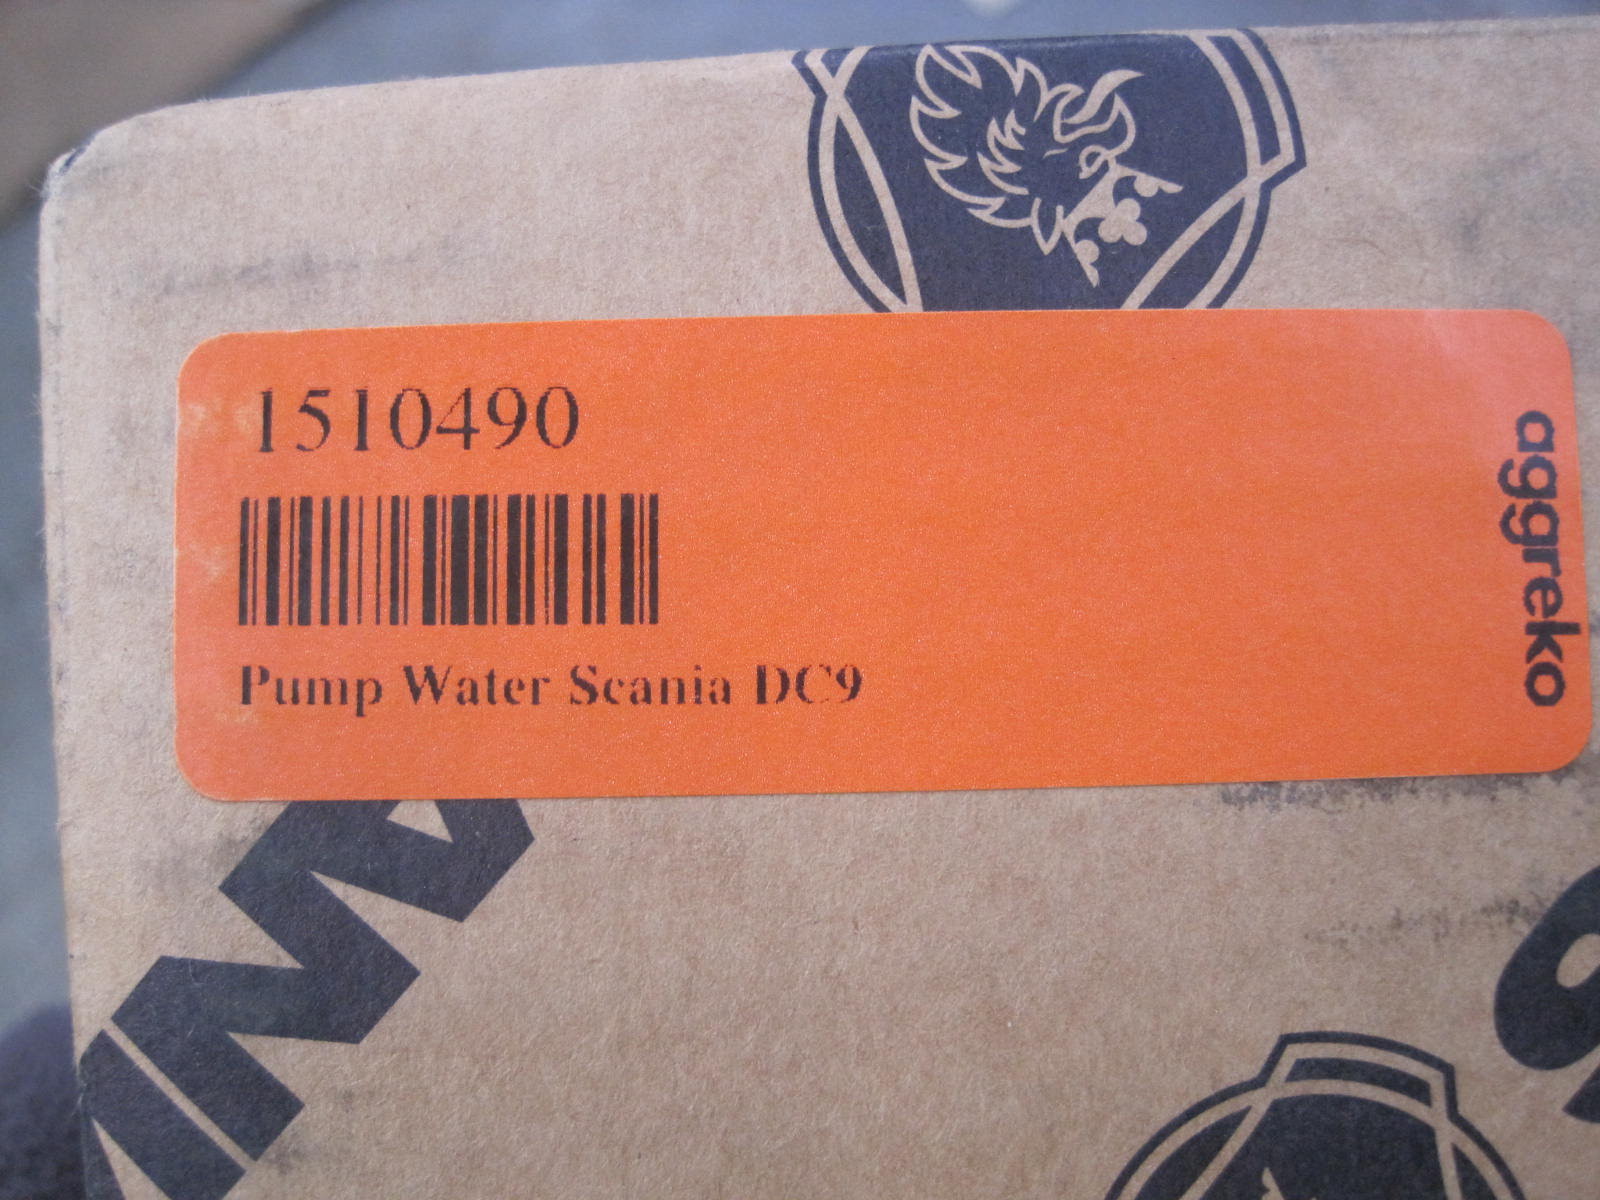 1510490
Pump Water Scania DC9
aggreko